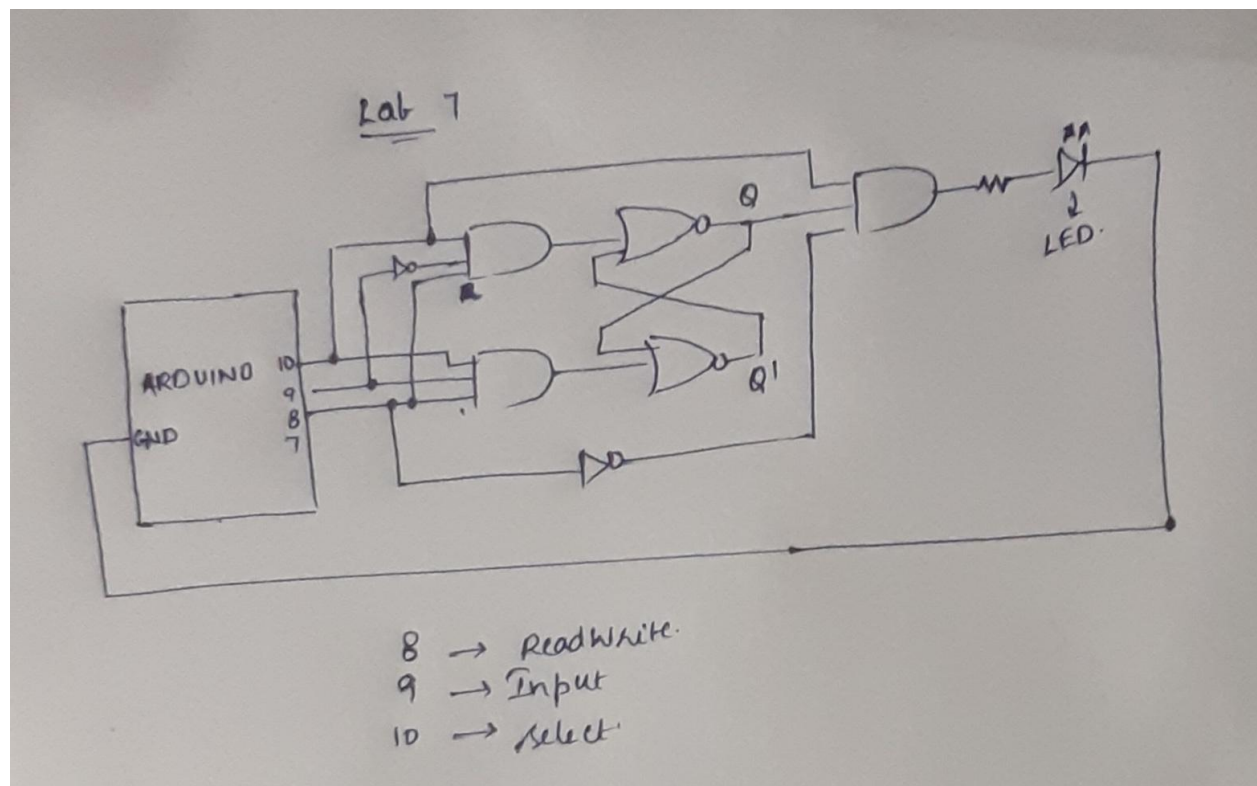 Lab 7
Q
LED.
ARDUINO
10
9
8
7
GND
Q'
8 → ReadWrite.
9 → Input
10 → select.